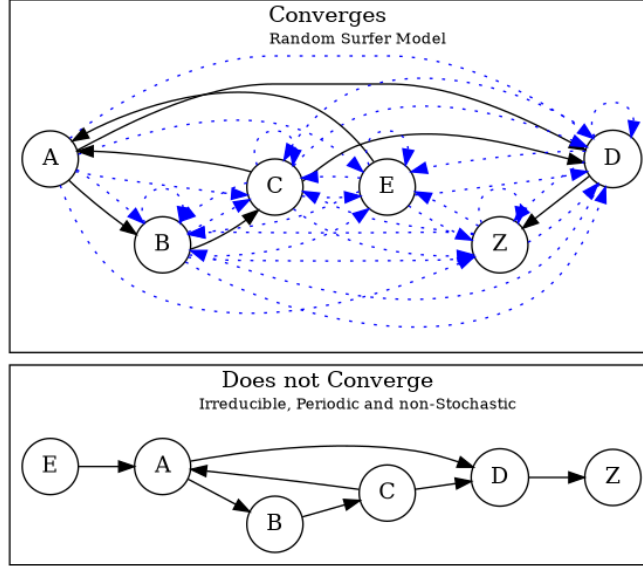 Converges
Random Surfer Model
A
C
E
D
B
Z
Does not Converge
Irreducible, Periodic and non-Stochastic
E
A
B
C
D
Z